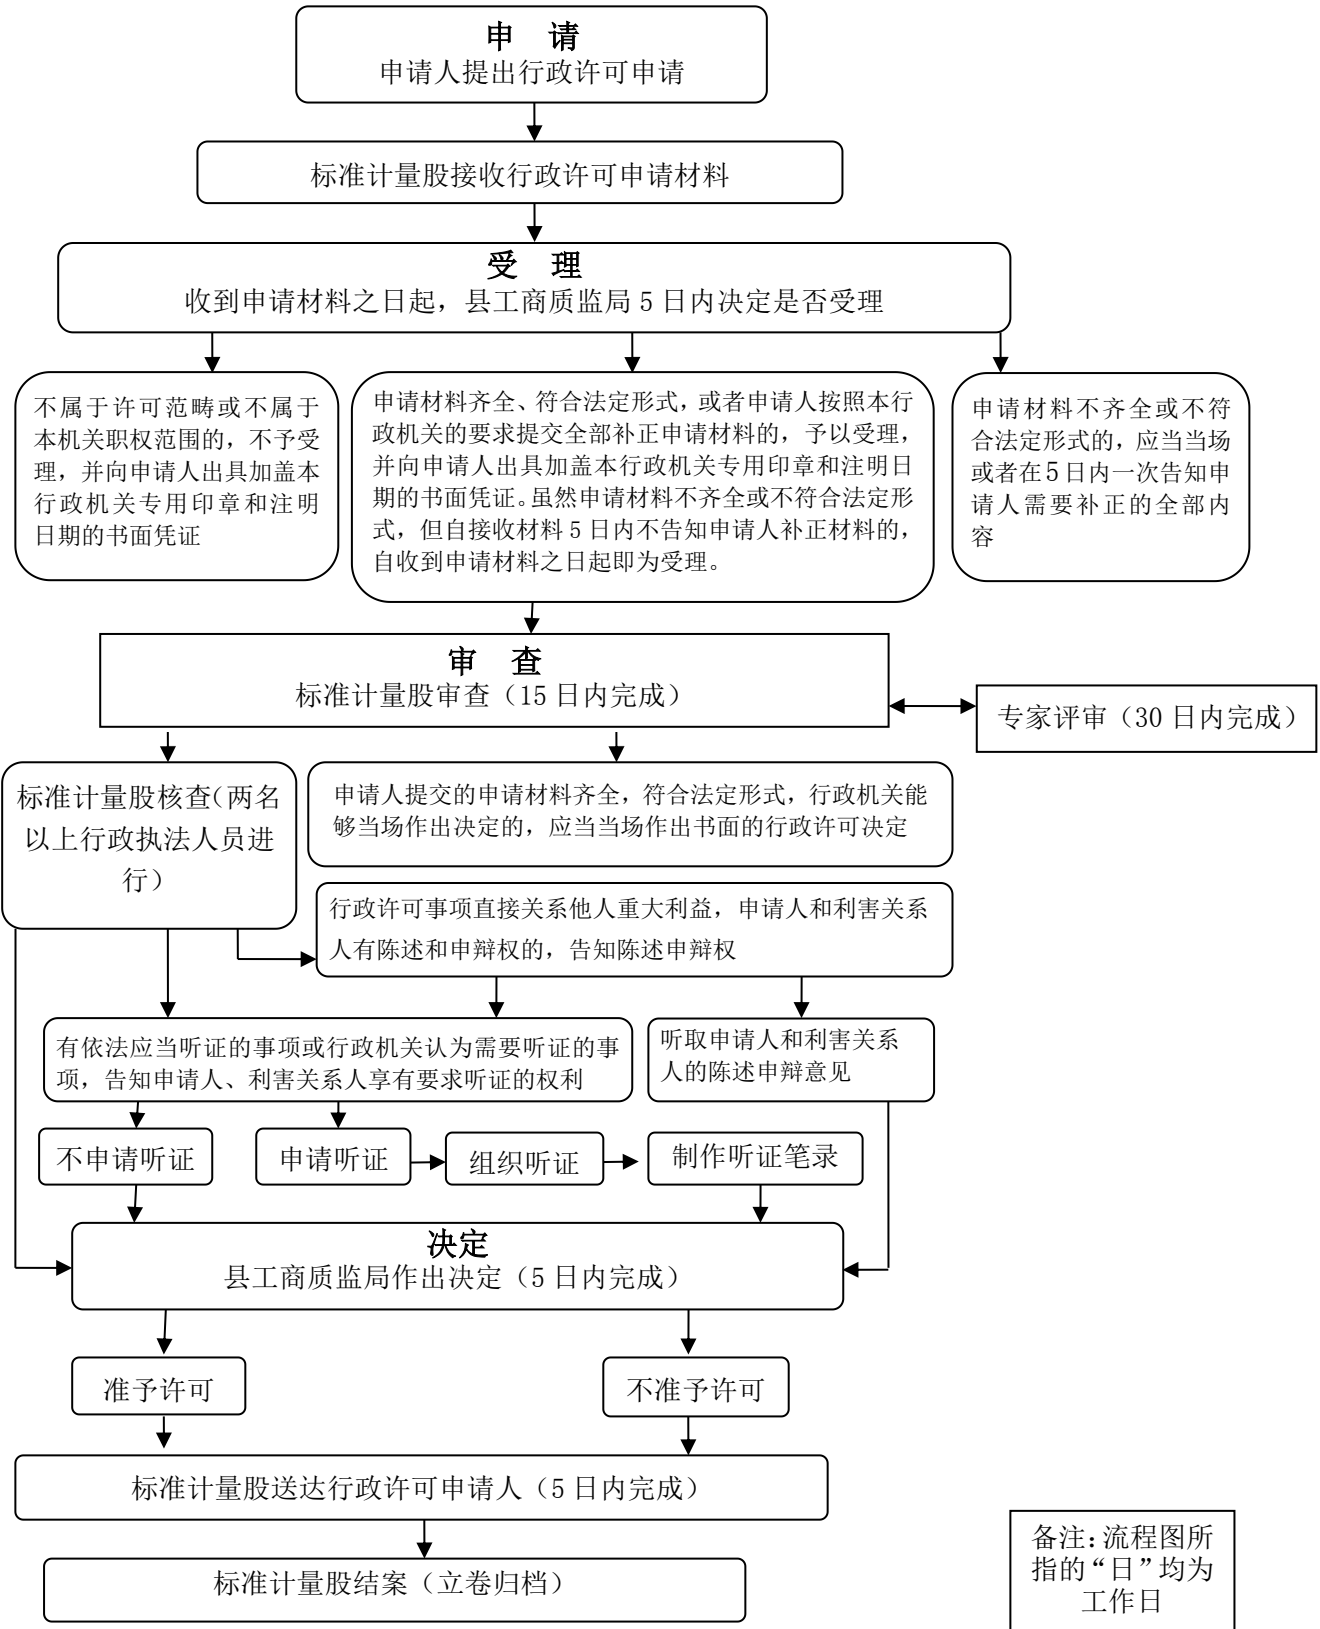 申 请
申请人提出行政许可申请
标准计量股接收行政许可申请材料
受 理
收到申请材料之日起，县工商质监局 5 日内决定是否受理
不属于许可范畴或不属于
本机关职权范围的，不予受
理，并向申请人出具加盖本
行政机关专用印章和注明
日期的书面凭证
申请材料齐全、符合法定形式，或者申请人按照本行
政机关的要求提交全部补正申请材料的，予以受理，
并向申请人出具加盖本行政机关专用印章和注明日
期的书面凭证。虽然申请材料不齐全或不符合法定形
式，但自接收材料 5 日内不告知申请人补正材料的，
自收到申请材料之日起即为受理。
申请材料不齐全或不符
合法定形式的，应当当场
或者在 5 日内一次告知申
请人需要补正的全部内
容
审 查
标准计量股审查（15 日内完成）
专家评审（30 日内完成）
标准计量股核查（两名
以上行政执法人员进
行）
申请人提交的申请材料齐全，符合法定形式，行政机关能
够当场作出决定的，应当当场作出书面的行政许可决定
行政许可事项直接关系他人重大利益，申请人和利害关系
人有陈述和申辩权的，告知陈述申辩权
有依法应当听证的事项或行政机关认为需要听证的事
项，告知申请人、利害关系人享有要求听证的权利
听取申请人和利害关系
人的陈述申辩意见
不申请听证
申请听证
组织听证
制作听证笔录
决定
县工商质监局作出决定（5 日内完成）
准予许可
不准予许可
标准计量股送达行政许可申请人（5 日内完成）
标准计量股结案（立卷归档）
备注：流程图所
指的“日”均为
工作日